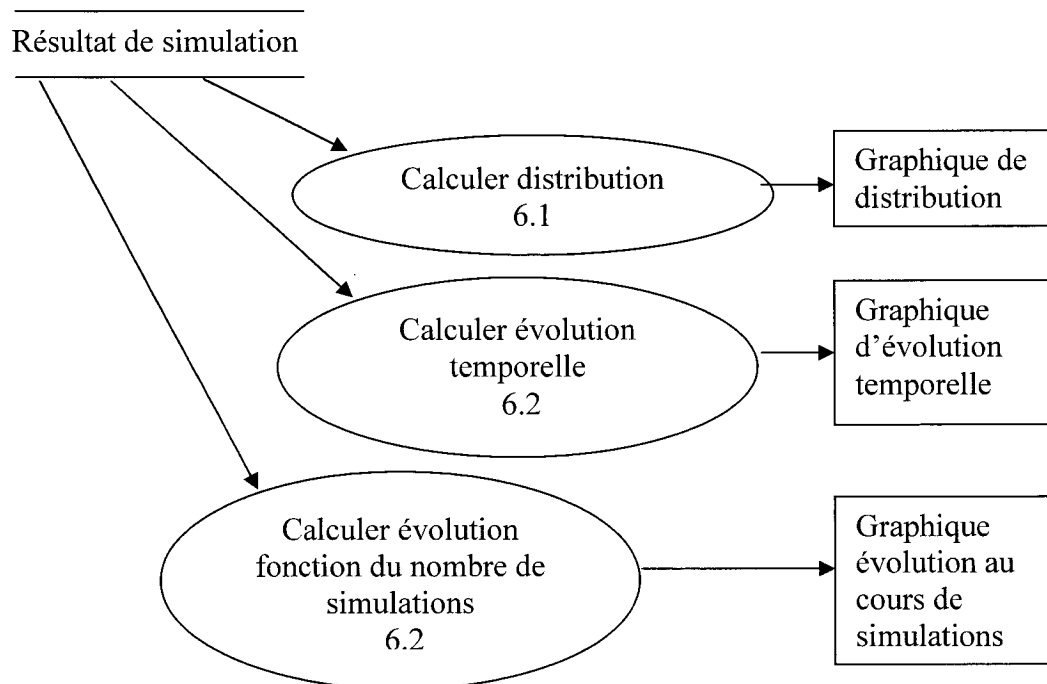 Résultat de simulation
Calculer distribution
6.1
Graphique de
distribution
Calculer évolution
temporelle
6.2
Graphique
d’évolution
temporelle
Calculer évolution
fonction du nombre de
simulations
6.2
Graphique
évolution au
cours de
simulations